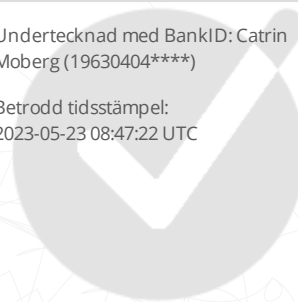 Undertecknad med BankID: Catrin
Moberg (19630404****)
Betrodd tidsstämpel:
2023-05-23 08:47:22 UTC